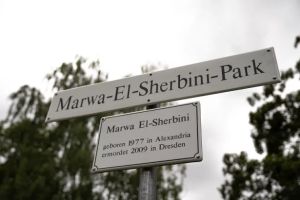 Marwa-El-Sherbini-Park
Marwa El-Sherbini
geboren 1977 in Alexandria
ermordet 2009 in Dresden